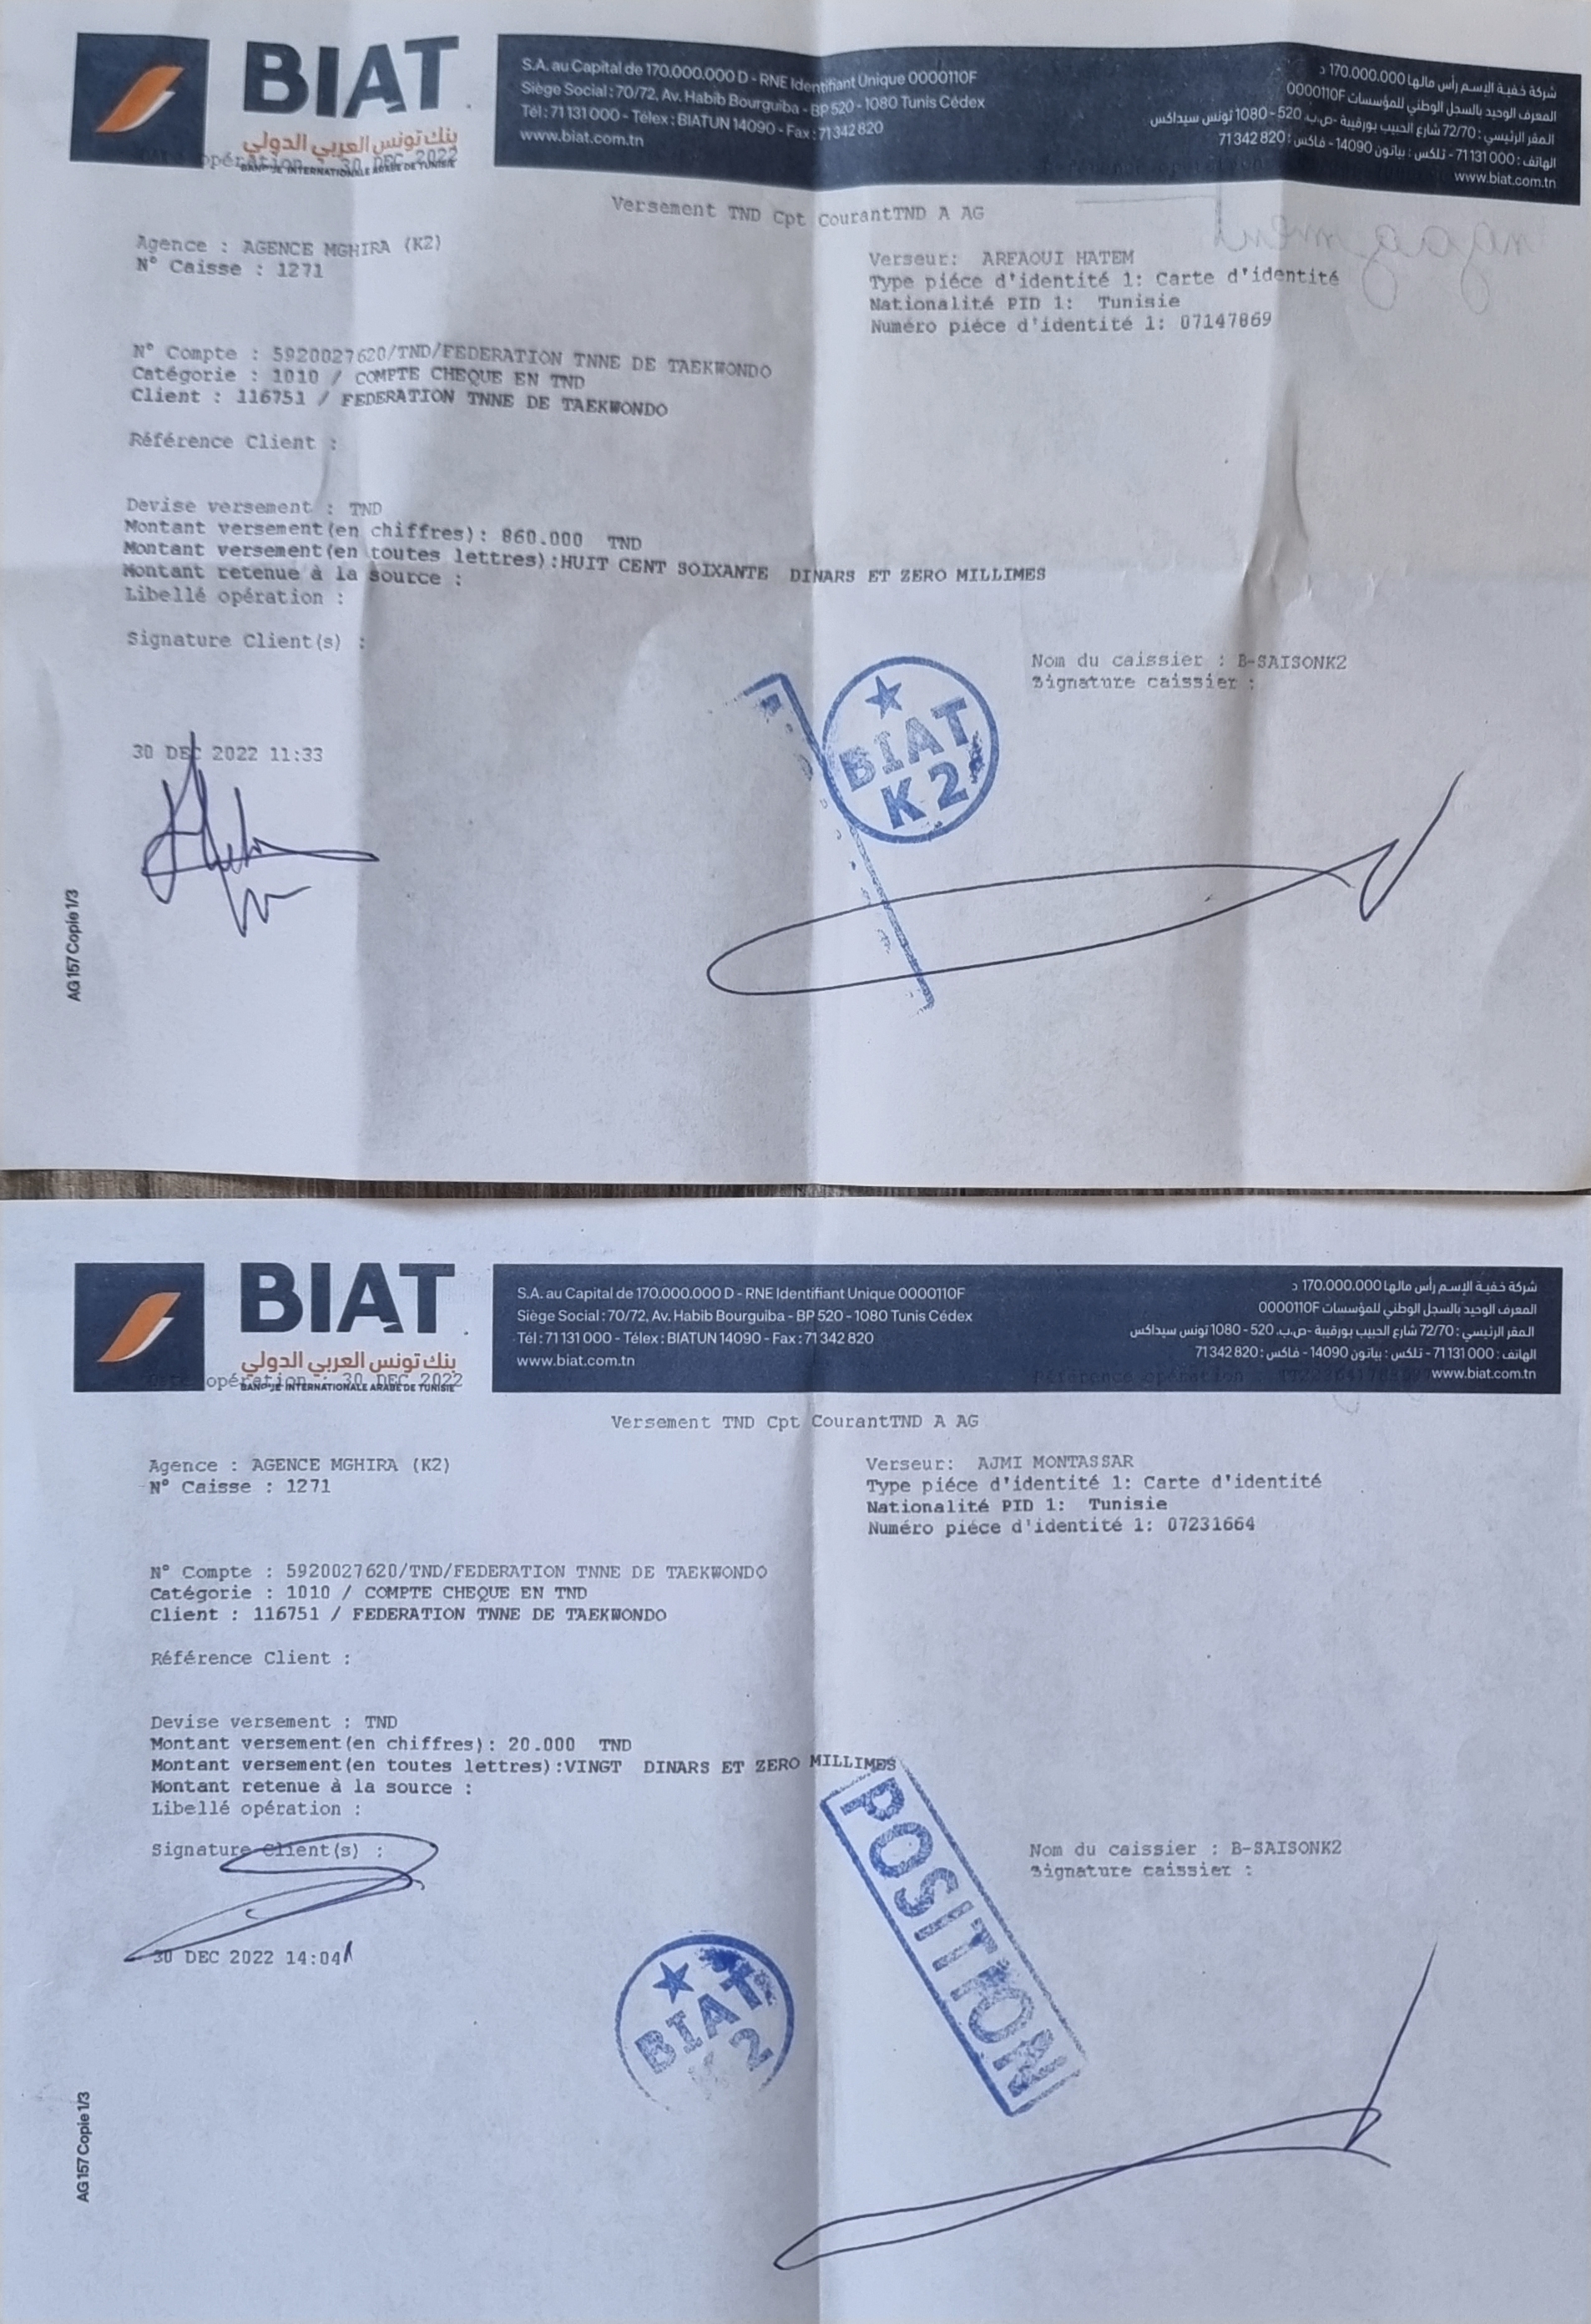 BIAT
بنك تونس العربي الدولي
BANQUE INTERNATIONALE ARABE DE TUNISIE
opération : 30 DEC 2022
S.A. au Capital de 170.000.000 D - RNE Identifiant Unique 0000110F
Siège Social : 70/72, Av. Habib Bourguiba - BP 520 - 1080 Tunis Cédex
Tél : 71 131 000 - Télex : BIATUN 14090 - Fax : 71 342 820
www.biat.com.tn
شركة خفية الإسم رأس مالها 170.000.000 د
المعرف الوحيد بالسجل الوطني للمؤسسات 0000110F
المقر الرئيسي : 72/70 شارع الحبيب بورقيبة -ص.ب. 520 - 1080 تونس سيداكس
الهاتف : 000 131 71 - تلكس : بياتون 14090 - فاكس : 820 342 71
www.biat.com.tn
Versement TND Cpt CourantTND A AG
Agence : AGENCE MGHIRA (K2)
N° Caisse : 1271
Verseur: ARFAOUI HATEM
Type piéce d'identité 1: Carte d'identité
Nationalité PID 1: Tunisie
Numéro piéce d'identité 1: 07147869
N° Compte : 5920027620/TND/FEDERATION TNNE DE TAEKWONDO
Catégorie : 1010 / COMPTE CHEQUE EN TND
Client : 116751 / FEDERATION TNNE DE TAEKWONDO
Référence Client :
Devise versement : TND
Montant versement(en chiffres): 860.000 TND
Montant versement(en toutes lettres):HUIT CENT SOIXANTE DINARS ET ZERO MILLIMES
Montant retenue à la source :
Libellé opération :
Signature Client(s) :
Nom du caissier : B-SAISONK2
Signature caissier :
BIAT
K2
30 DEC 2022 11:33
AG 157 Copie 1/3
BIAT
بنك تونس العربي الدولي
BANQUE INTERNATIONALE ARABE DE TUNISIE
opération : 30 DEC 2022
S.A. au Capital de 170.000.000 D - RNE Identifiant Unique 0000110F
Siège Social : 70/72, Av. Habib Bourguiba - BP 520 - 1080 Tunis Cédex
Tél : 71 131 000 - Télex : BIATUN 14090 - Fax : 71 342 820
www.biat.com.tn
شركة خفية الإسم رأس مالها 170.000.000 د
المعرف الوحيد بالسجل الوطني للمؤسسات 0000110F
المقر الرئيسي : 72/70 شارع الحبيب بورقيبة -ص.ب. 520 - 1080 تونس سيداكس
الهاتف : 000 131 71 - تلكس : بياتون 14090 - فاكس : 820 342 71
www.biat.com.tn
Référence opération :
Versement TND Cpt CourantTND A AG
Agence : AGENCE MGHIRA (K2)
N° Caisse : 1271
Verseur: AJMI MONTASSAR
Type piéce d'identité 1: Carte d'identité
Nationalité PID 1: Tunisie
Numéro piéce d'identité 1: 07231664
N° Compte : 5920027620/TND/FEDERATION TNNE DE TAEKWONDO
Catégorie : 1010 / COMPTE CHEQUE EN TND
Client : 116751 / FEDERATION TNNE DE TAEKWONDO
Référence Client :
Devise versement : TND
Montant versement(en chiffres): 20.000 TND
Montant versement(en toutes lettres):VINGT DINARS ET ZERO MILLIMES
Montant retenue à la source :
Libellé opération :
Signature Client(s) :
Nom du caissier : B-SAISONK2
Signature caissier :
POSITION
30 DEC 2022 14:04
BIAT
K2
AG 157 Copie 1/3